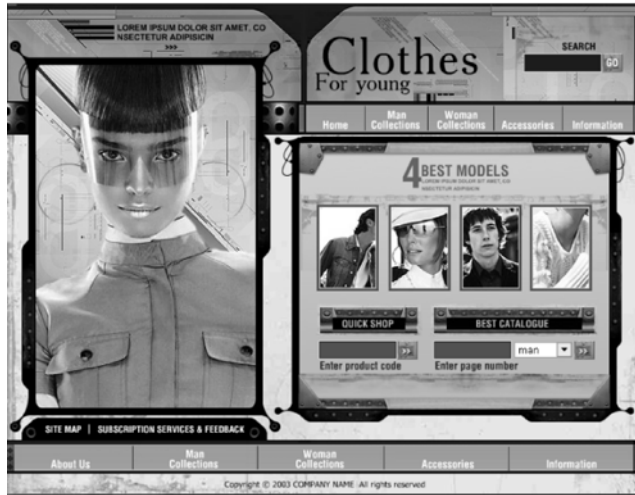 LOREM IPSUM DOLOR SIT AMET, CO
NSECTETUR ADIPISICIN
>>>
Clothes
For young
SEARCH
GO
Home
Man
Collections
Woman
Collections
Accessories
Information
4 BEST MODELS
LOREM IPSUM DOLOR SIT AMET, CO
NSECTETUR ADIPISICIN
QUICK SHOP
BEST CATALOGUE
>>
man
>>
Enter product code
Enter page number
SITE MAP | SUBSCRIPTION SERVICES & FEEDBACK
About Us
Man
Collections
Woman
Collections
Accessories
Information
Copyright © 2003 COMPANY NAME All rights reserved